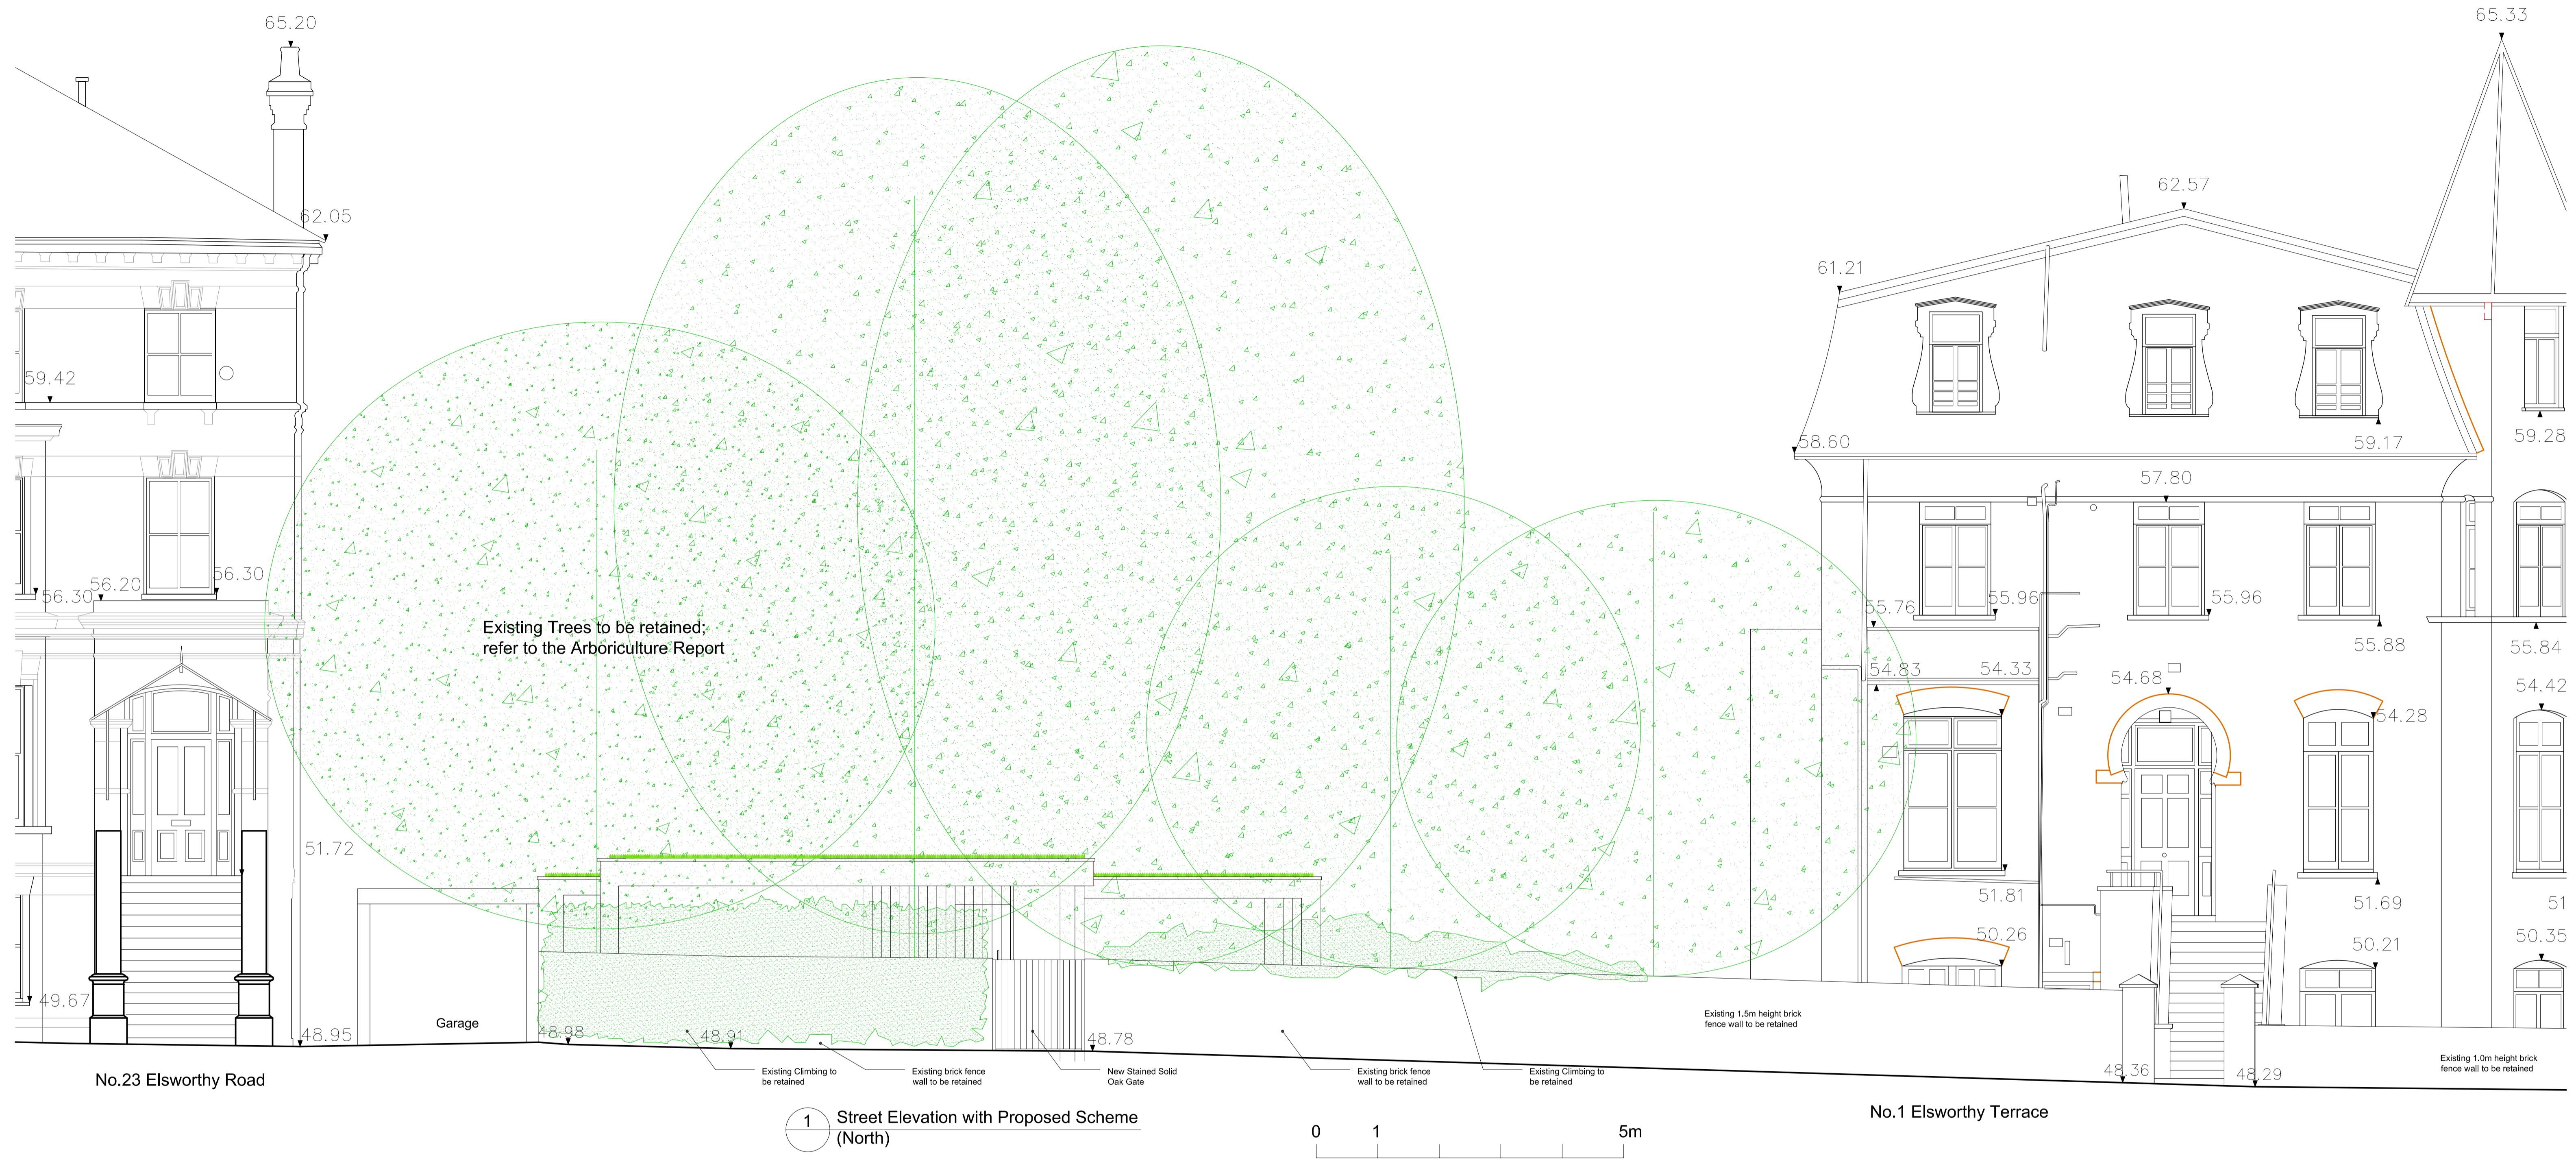 65.20
65.33
62.57
62.05
61.21
59.42
58.60
59.17
59.28
57.80
56.30
56.20
56.30
55.76
55.96
55.96
55.88
55.84
Existing Trees to be retained;
refer to the Arboriculture Report
54.83
54.33
54.68
54.42
54.28
51.72
51.81
51.69
51
50.26
50.21
50.35
49.67
48.95
Garage
48.98
48.91
48.78
Existing 1.5m height brick
fence wall to be retained
48.36
48.29
Existing 1.0m height brick
fence wall to be retained
No.23 Elsworthy Road
Existing Climbing to
be retained
Existing brick fence
wall to be retained
New Stained Solid
Oak Gate
Existing brick fence
wall to be retained
Existing Climbing to
be retained
No.1 Elsworthy Terrace
1
Street Elevation with Proposed Scheme
(North)
0 1 5m